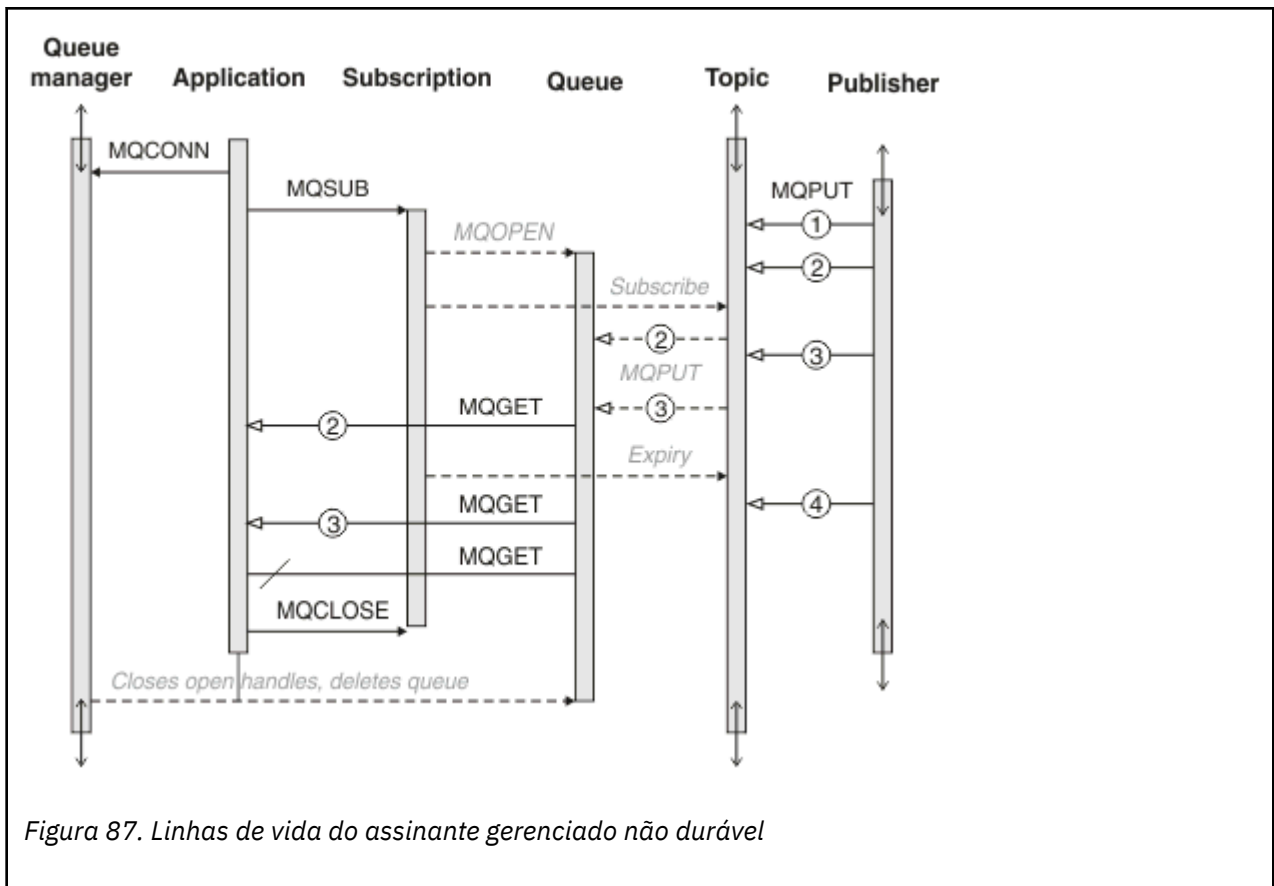 Queue
manager
Application
Subscription
Queue
Topic
Publisher
MQCONN
MQSUB
MQPUT
1
MQOPEN
2
Subscribe
2
3
MQPUT
3
MQGET
2
Expiry
4
MQGET
3
MQGET
MQCLOSE
Closes open handles, deletes queue
Figura 87. Linhas de vida do assinante gerenciado não durável